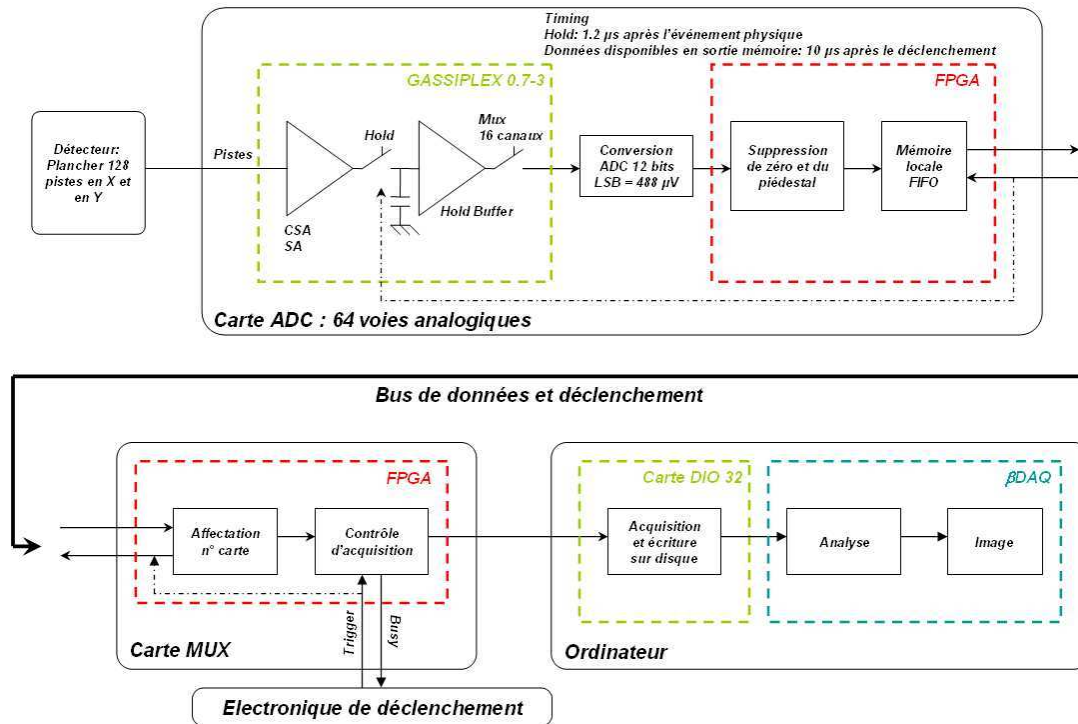 Timing
Hold: 1.2 µs après l'événement physique
Données disponibles en sortie mémoire: 10 µs après le déclenchement
GASSIPLEX 0.7-3
FPGA
Détecteur:
Plancher 128
pistes en X et
en Y
Pistes
Hold
Mux
16 canaux
CSA
SA
Hold Buffer
Conversion
ADC 12 bits
LSB = 488 µV
Suppression
de zéro et du
pièdestal
Mémoire
locale
FIFO
Carte ADC : 64 voies analogiques
Bus de données et déclenchement
FPGA
Affectation
n° carte
Contrôle
d'acquisition
Trigger
Busy
Carte MUX
Carte DIO 32
Acquisition
et écriture
sur disque
βDAQ
Analyse
Image
Ordinateur
Electronique de déclenchement